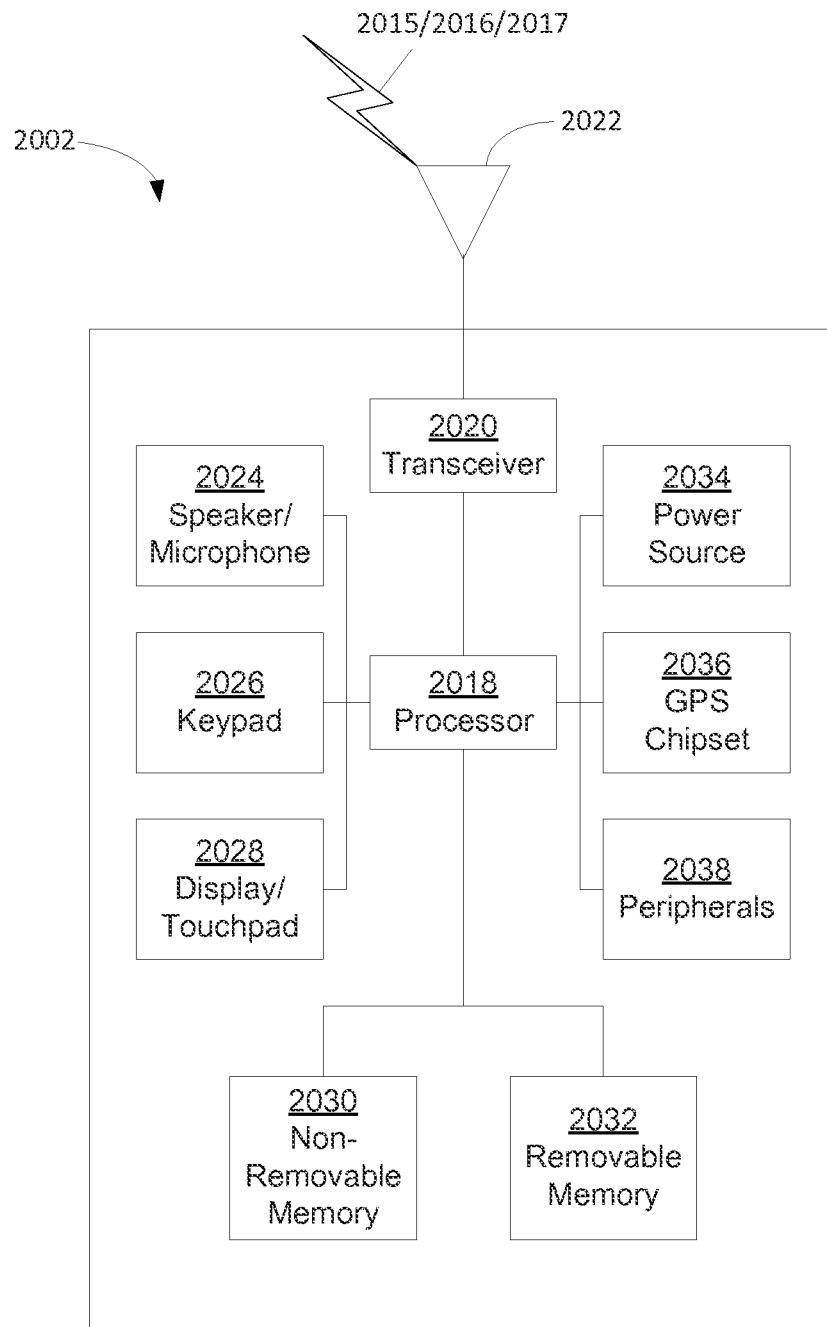 2015/2016/2017
2022
2002
2020
Transceiver
2024
Speaker/
Microphone
2034
Power
Source
2026
Keypad
2018
Processor
2036
GPS
Chipset
2028
Display/
Touchpad
2038
Peripherals
2030
Non-
Removable
Memory
2032
Removable
Memory